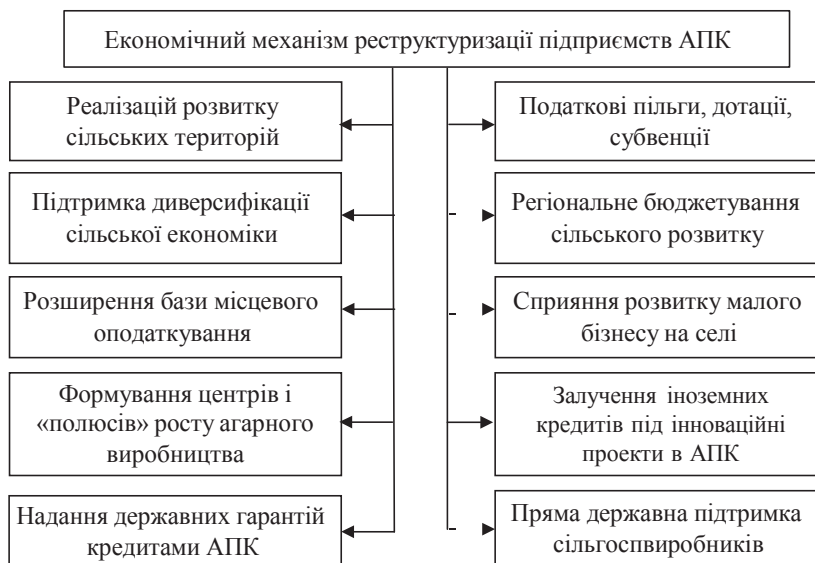 Економічний механізм реструктуризації підприємств АПК
Реалізацій розвитку
сільських територій
Податкові пільги, дотації,
субвенції
Підтримка диверсифікації
сільської економіки
Регіональне бюджетування
сільського розвитку
Розширення бази місцевого
оподаткування
Сприяння розвитку малого
бізнесу на селі
Формування центрів і
«полюсів» росту агарного
виробництва
Залучення іноземних
кредитів під інноваційні
проекти в АПК
Надання державних гарантій
кредитами АПК
Пряма державна підтримка
сільгоспвиробників